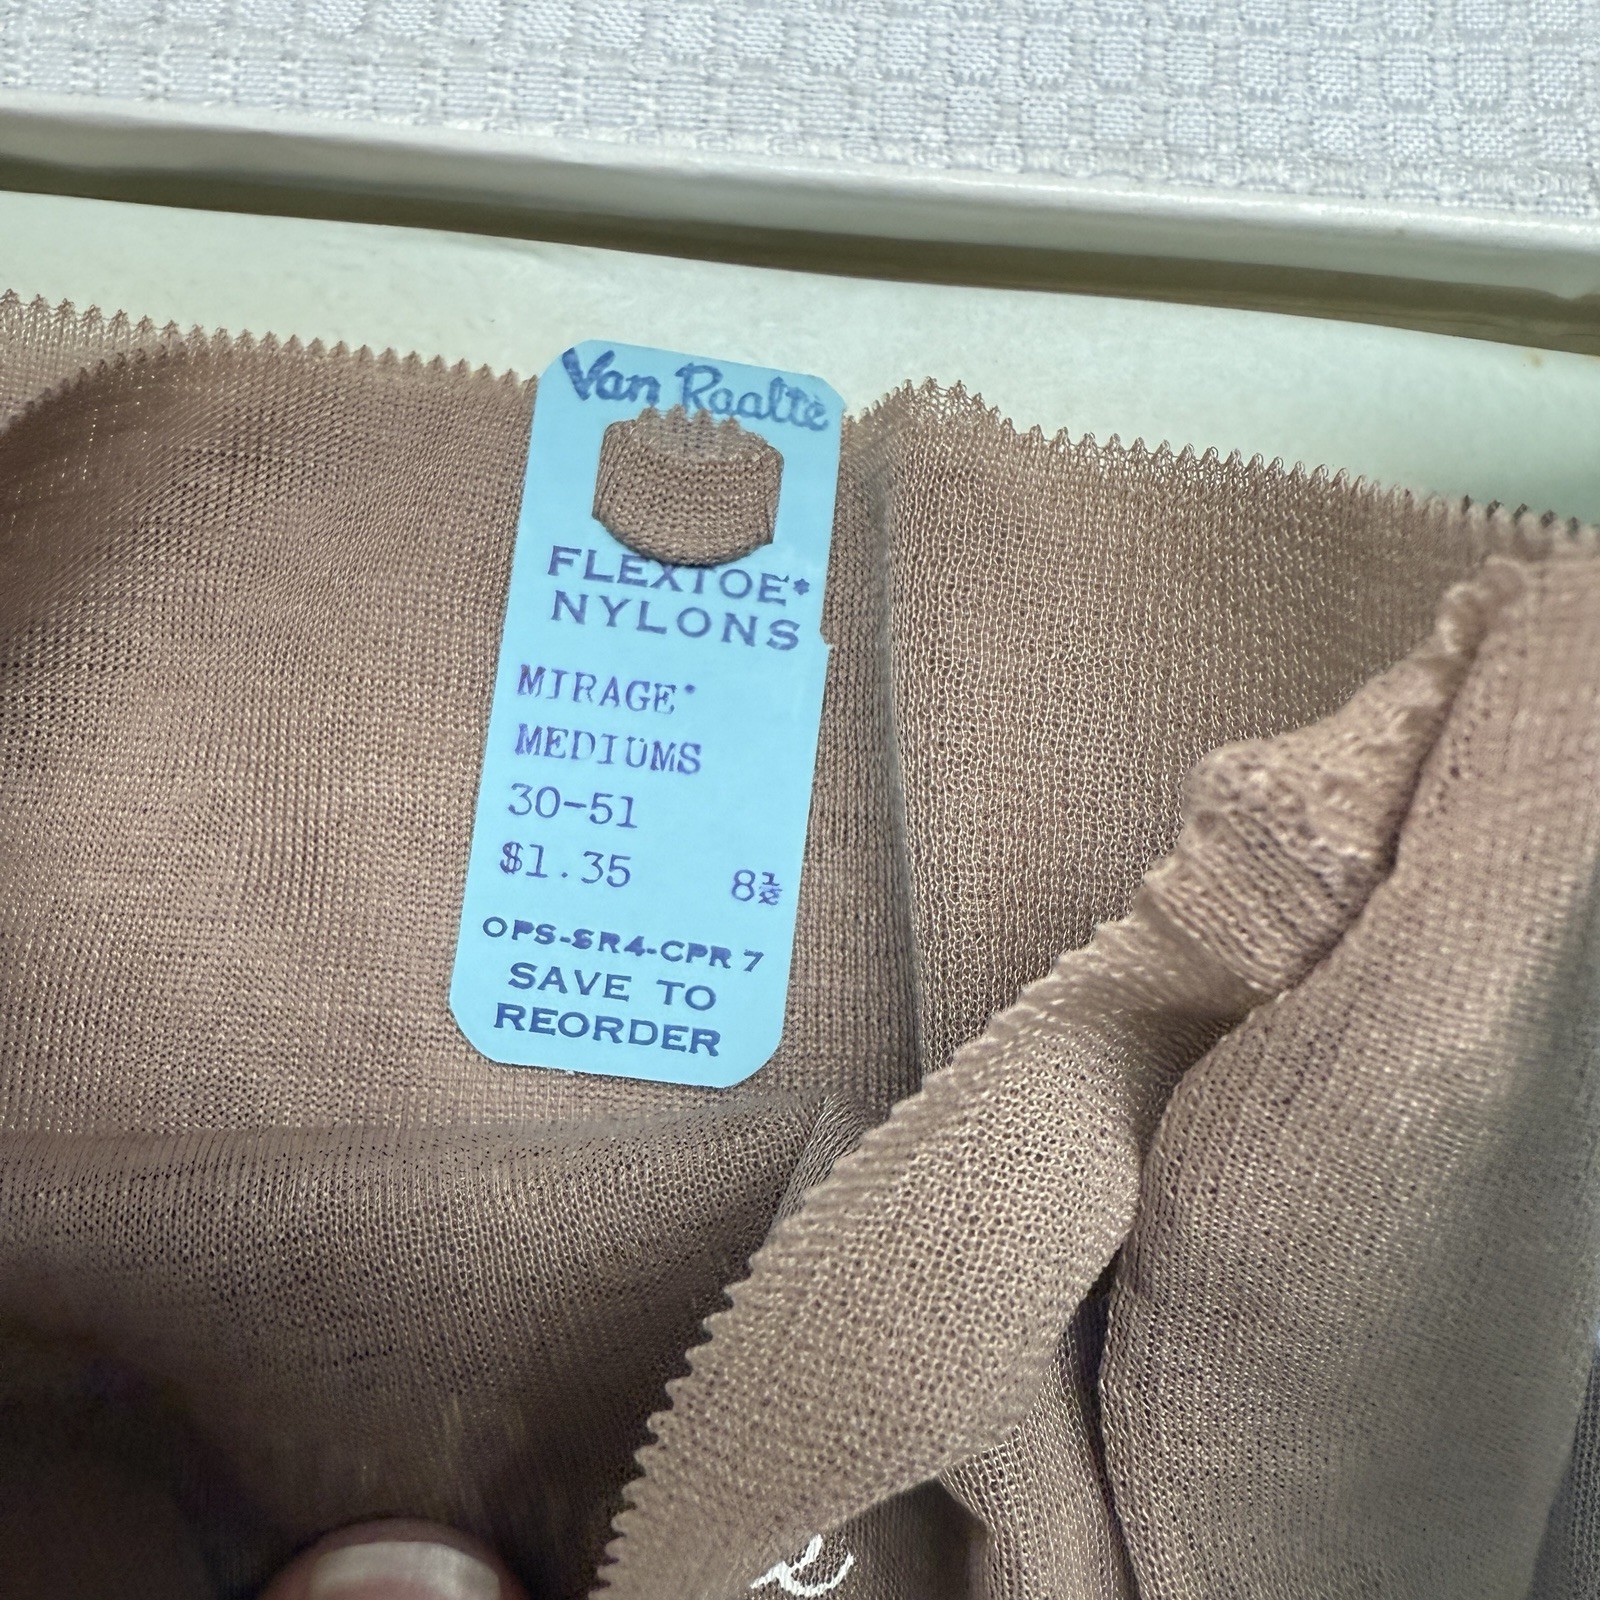 Van Raalte
FLEXTOE*
NYLONS
MIRAGE*
MEDIUMS
30-51
$1.35 8½
OPS-SR4-CPR 7
SAVE TO
REORDER